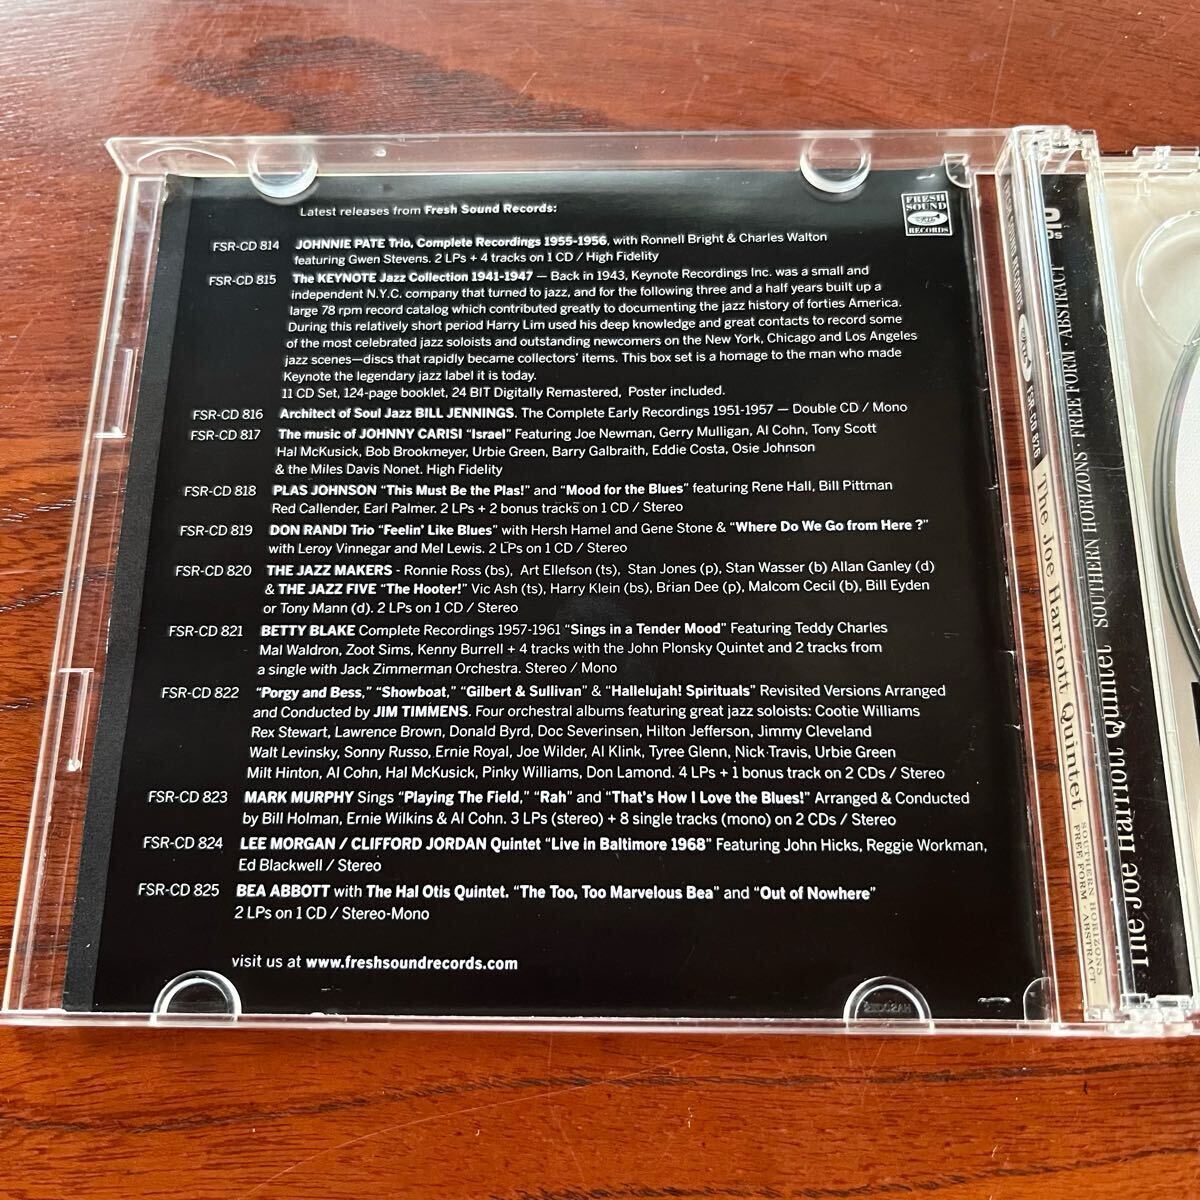 Latest releases from Fresh Sound Records:
FRESH
SOUND
RECORDS
FSR-CD 814 JOHNNIE PATE Trio, Complete Recordings 1955-1956, with Ronnell Bright & Charles Walton
featuring Gwen Stevens. 2 LPs + 4 tracks on 1 CD / High Fidelity
FSR-CD 815 The KEYNOTE Jazz Collection 1941-1947 — Back in 1943, Keynote Recordings Inc. was a small and
independent N.Y.C. company that turned to jazz, and for the following three and a half years built up a
large 78 rpm record catalog which contributed greatly to documenting the jazz history of forties America.
During this relatively short period Harry Lim used his deep knowledge and great contacts to record some
of the most celebrated jazz soloists and outstanding newcomers on the New York, Chicago and Los Angeles
jazz scenes—discs that rapidly became collectors' items. This box set is a homage to the man who made
Keynote the legendary jazz label it is today.
11 CD Set, 124-page booklet, 24 BIT Digitally Remastered, Poster included.
FSR-CD 816 Architect of Soul Jazz BILL JENNINGS. The Complete Early Recordings 1951-1957 — Double CD / Mono
FSR-CD 817 The music of JOHNNY CARISI “Israel” Featuring Joe Newman, Gerry Mulligan, Al Cohn, Tony Scott
Hal McKusick, Bob Brookmeyer, Urbie Green, Barry Galbraith, Eddie Costa, Osie Johnson
& the Miles Davis Nonet. High Fidelity
FSR-CD 818 PLAS JOHNSON “This Must Be the Plas!” and “Mood for the Blues” featuring Rene Hall, Bill Pittman
Red Callender, Earl Palmer. 2 LPs + 2 bonus tracks on 1 CD / Stereo
FSR-CD 819 DON RANDI Trio “Feelin’ Like Blues” with Hersh Hamel and Gene Stone & “Where Do We Go from Here ?”
with Leroy Vinnegar and Mel Lewis. 2 LPs on 1 CD / Stereo
FSR-CD 820 THE JAZZ MAKERS - Ronnie Ross (bs), Art Ellefson (ts), Stan Jones (p), Stan Wasser (b) Allan Ganley (d)
& THE JAZZ FIVE “The Hooter!” Vic Ash (ts), Harry Klein (bs), Brian Dee (p), Malcom Cecil (b), Bill Eyden
or Tony Mann (d). 2 LPs on 1 CD / Stereo
FSR-CD 821 BETTY BLAKE Complete Recordings 1957-1961 “Sings in a Tender Mood” Featuring Teddy Charles
Mal Waldron, Zoot Sims, Kenny Burrell + 4 tracks with the John Plonsky Quintet and 2 tracks from
a single with Jack Zimmerman Orchestra. Stereo / Mono
FSR-CD 822 “Porgy and Bess,” “Showboat,” “Gilbert & Sullivan” & “Hallelujah! Spirituals” Revisited Versions Arranged
and Conducted by JIM TIMMENS. Four orchestral albums featuring great jazz soloists: Cootie Williams
Rex Stewart, Lawrence Brown, Donald Byrd, Doc Severinsen, Hilton Jefferson, Jimmy Cleveland
Walt Levinsky, Sonny Russo, Ernie Royal, Joe Wilder, Al Klink, Tyree Glenn, Nick Travis, Urbie Green
Milt Hinton, Al Cohn, Hal McKusick, Pinky Williams, Don Lamond. 4 LPs + 1 bonus track on 2 CDs / Stereo
FSR-CD 823 MARK MURPHY Sings “Playing The Field,” “Rah” and “That’s How I Love the Blues!” Arranged & Conducted
by Bill Holman, Ernie Wilkins & Al Cohn. 3 LPs (stereo) + 8 single tracks (mono) on 2 CDs / Stereo
FSR-CD 824 LEE MORGAN / CLIFFORD JORDAN Quintet “Live in Baltimore 1968” Featuring John Hicks, Reggie Workman,
Ed Blackwell / Stereo
FSR-CD 825 BEA ABBOTT with The Hal Otis Quintet. “The Too, Too Marvelous Bea” and “Out of Nowhere”
2 LPs on 1 CD / Stereo-Mono
visit us at www.freshsoundrecords.com
FSR-CD 826 The Joe Harriott Quintet
SOUTHERN HORIZONS
FREE FORM · ABSTRACT
2
CDs
The Joe Harriott Quintet SOUTHERN HORIZONS · FREE FORM · ABSTRACT